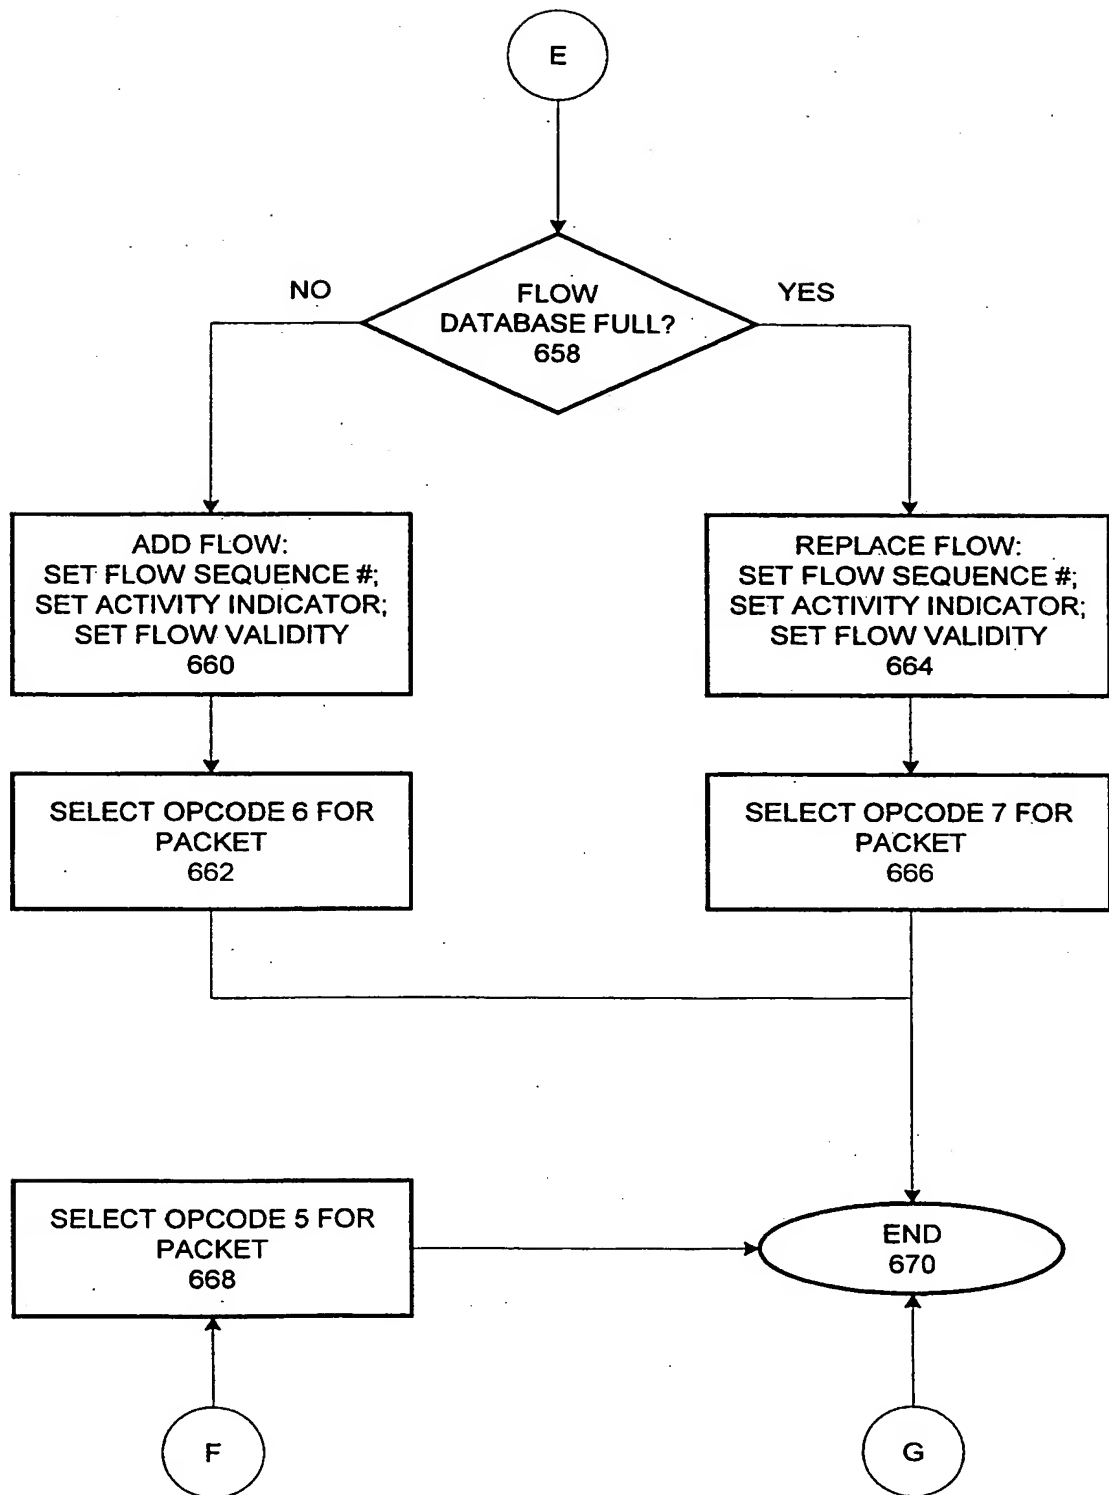 E
FLOW
DATABASE FULL?
658
NO
YES
ADD FLOW:
SET FLOW SEQUENCE #;
SET ACTIVITY INDICATOR;
SET FLOW VALIDITY
660
REPLACE FLOW:
SET FLOW SEQUENCE #;
SET ACTIVITY INDICATOR;
SET FLOW VALIDITY
664
SELECT OPCODE 6 FOR
PACKET
662
SELECT OPCODE 7 FOR
PACKET
666
SELECT OPCODE 5 FOR
PACKET
668
END
670
F
G